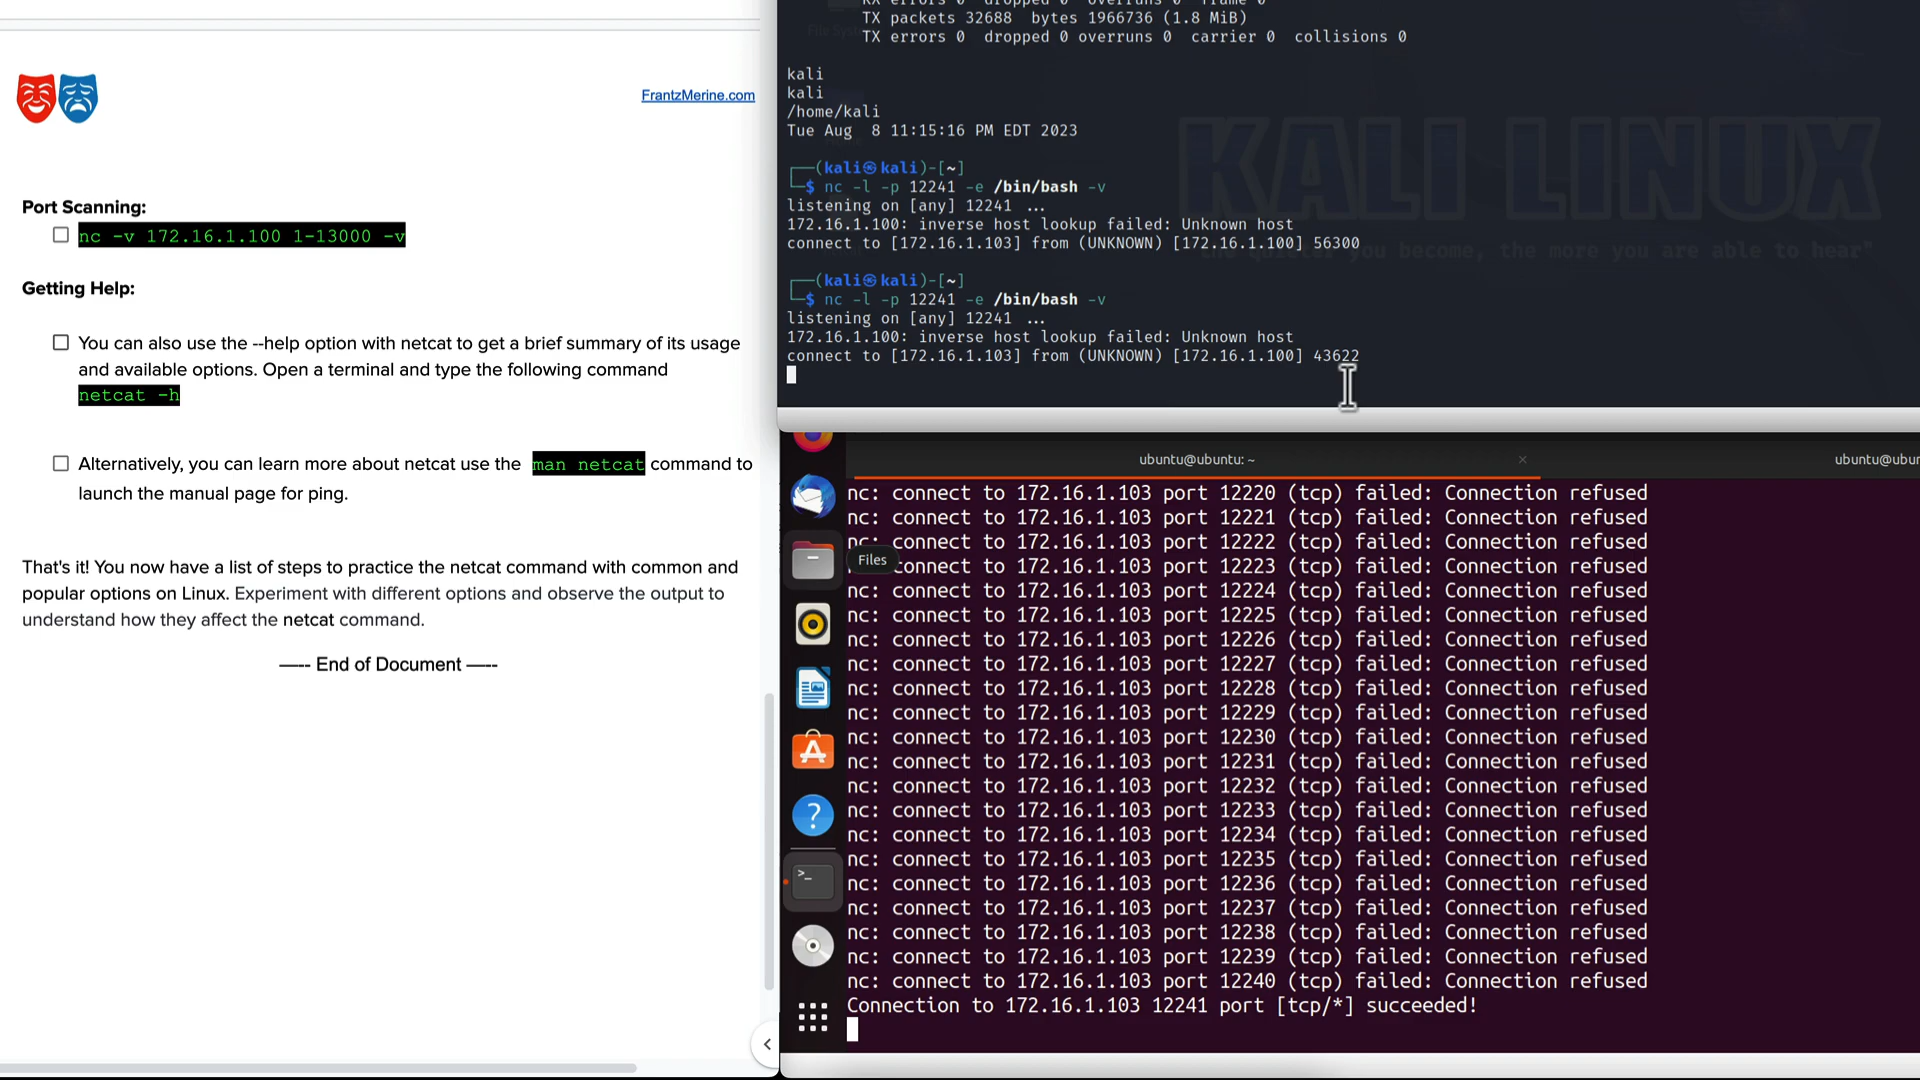 FrantzMerine.com
Port Scanning:
nc -v 172.16.1.100 1-13000 -v
Getting Help:
You can also use the --help option with netcat to get a brief summary of its usage
and available options. Open a terminal and type the following command
netcat -h
Alternatively, you can learn more about netcat use the man netcat command to
launch the manual page for ping.
That's it! You now have a list of steps to practice the netcat command with common and
popular options on Linux. Experiment with different options and observe the output to
understand how they affect the netcat command.
—-- End of Document —--
RX errors 0 dropped 0 overruns 0 frame 0
TX packets 32688 bytes 1966736 (1.8 MiB)
TX errors 0 dropped 0 overruns 0 carrier 0 collisions 0
kali
kali
/home/kali
Tue Aug 8 11:15:16 PM EDT 2023
(kali㉿kali)-[~]
$ nc -l -p 12241 -e /bin/bash -v
listening on [any] 12241 ...
172.16.1.100: inverse host lookup failed: Unknown host
connect to [172.16.1.103] from (UNKNOWN) [172.16.1.100] 56300
(kali㉿kali)-[~]
$ nc -l -p 12241 -e /bin/bash -v
listening on [any] 12241 ...
172.16.1.100: inverse host lookup failed: Unknown host
connect to [172.16.1.103] from (UNKNOWN) [172.16.1.100] 43622
KALI LINUX
you become, the more you are able to hear"
ubuntu@ubuntu: ~
ubuntu@ubun
nc: connect to 172.16.1.103 port 12220 (tcp) failed: Connection refused
nc: connect to 172.16.1.103 port 12221 (tcp) failed: Connection refused
nc: connect to 172.16.1.103 port 12222 (tcp) failed: Connection refused
Files
connect to 172.16.1.103 port 12223 (tcp) failed: Connection refused
nc: connect to 172.16.1.103 port 12224 (tcp) failed: Connection refused
nc: connect to 172.16.1.103 port 12225 (tcp) failed: Connection refused
nc: connect to 172.16.1.103 port 12226 (tcp) failed: Connection refused
nc: connect to 172.16.1.103 port 12227 (tcp) failed: Connection refused
nc: connect to 172.16.1.103 port 12228 (tcp) failed: Connection refused
nc: connect to 172.16.1.103 port 12229 (tcp) failed: Connection refused
nc: connect to 172.16.1.103 port 12230 (tcp) failed: Connection refused
nc: connect to 172.16.1.103 port 12231 (tcp) failed: Connection refused
nc: connect to 172.16.1.103 port 12232 (tcp) failed: Connection refused
nc: connect to 172.16.1.103 port 12233 (tcp) failed: Connection refused
nc: connect to 172.16.1.103 port 12234 (tcp) failed: Connection refused
nc: connect to 172.16.1.103 port 12235 (tcp) failed: Connection refused
nc: connect to 172.16.1.103 port 12236 (tcp) failed: Connection refused
nc: connect to 172.16.1.103 port 12237 (tcp) failed: Connection refused
nc: connect to 172.16.1.103 port 12238 (tcp) failed: Connection refused
nc: connect to 172.16.1.103 port 12239 (tcp) failed: Connection refused
nc: connect to 172.16.1.103 port 12240 (tcp) failed: Connection refused
Connection to 172.16.1.103 12241 port [tcp/*] succeeded!